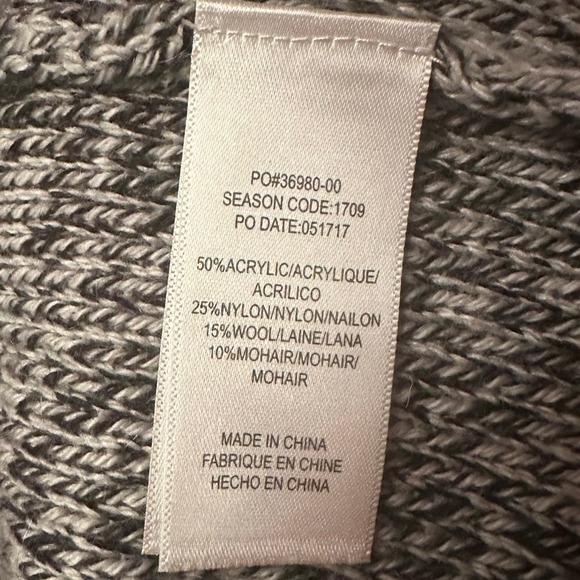 PO#36980-00
SEASON CODE:1709
PO DATE:051717
50%ACRYLIC/ACRYLIQUE/
ACRILICO
25%NYLON/NYLON/NAILON
15%WOOL/LAINE/LANA
10%MOHAIR/MOHAIR/
MOHAIR
MADE IN CHINA
FABRIQUE EN CHINE
HECHO EN CHINA